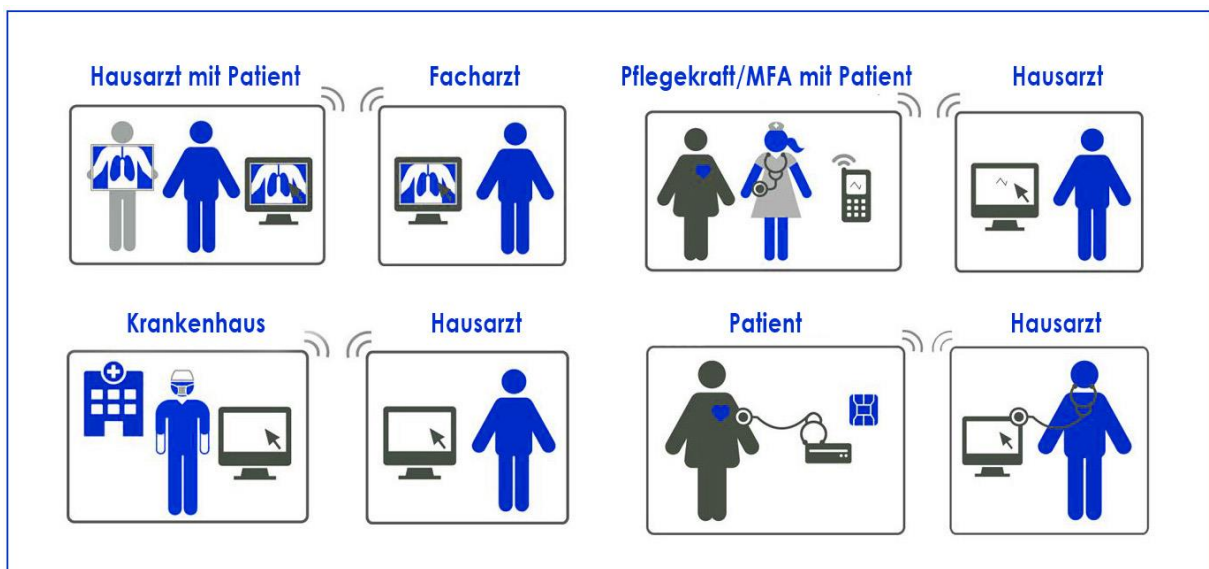 Hausarzt mit Patient
Facharzt
Pflegekraft/MFA mit Patient
Hausarzt
Krankenhaus
Hausarzt
Patient
Hausarzt